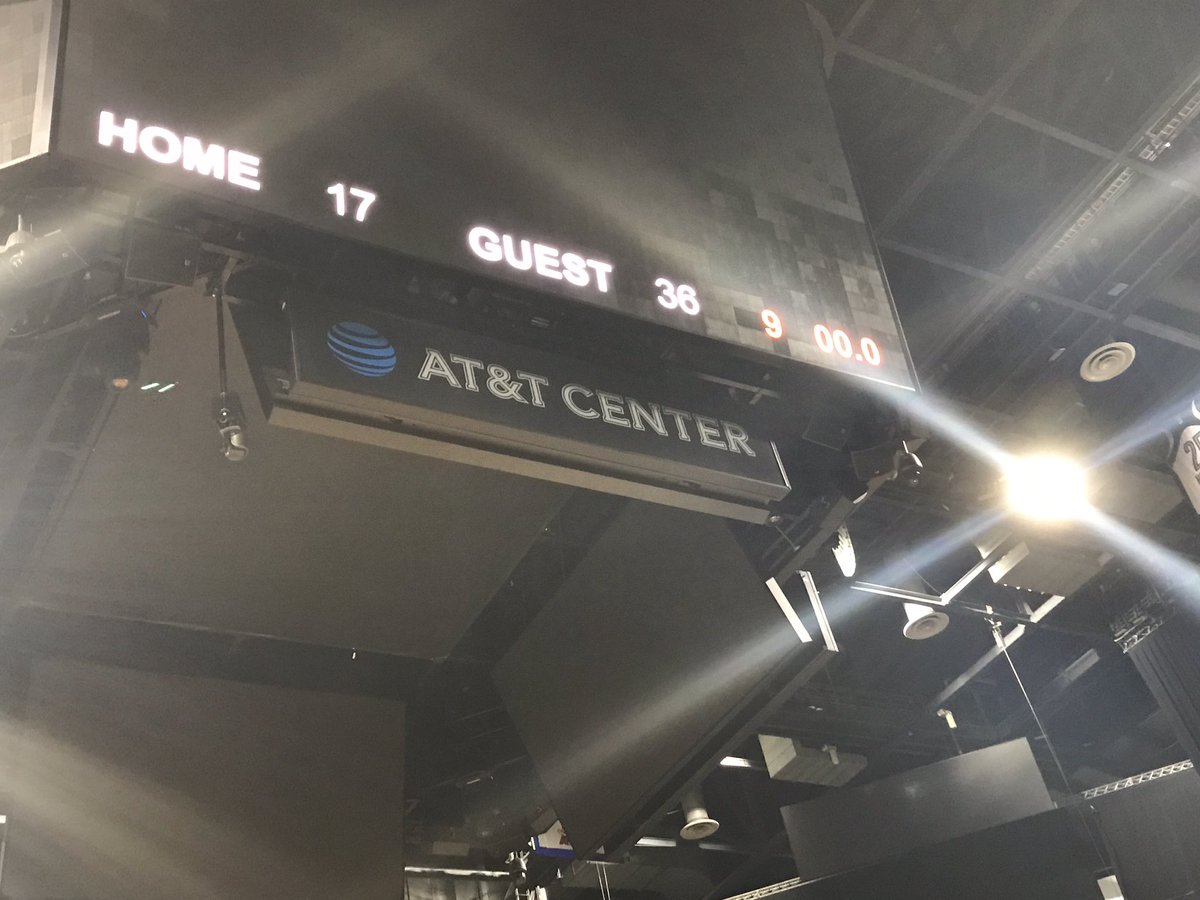 HOME 17 GUEST 36 9 00.0
AT&T CENTER